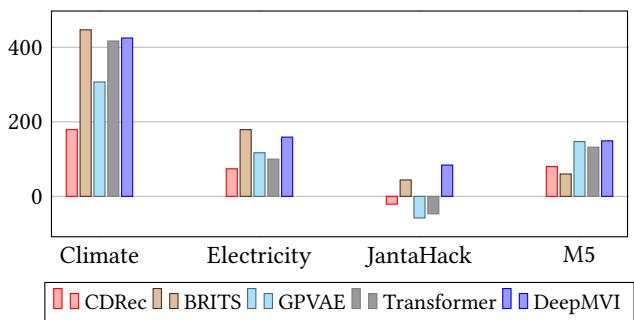 400
200
0
Climate Electricity JantaHack M5
CDRec BRITS GPVAE Transformer DeepMVI